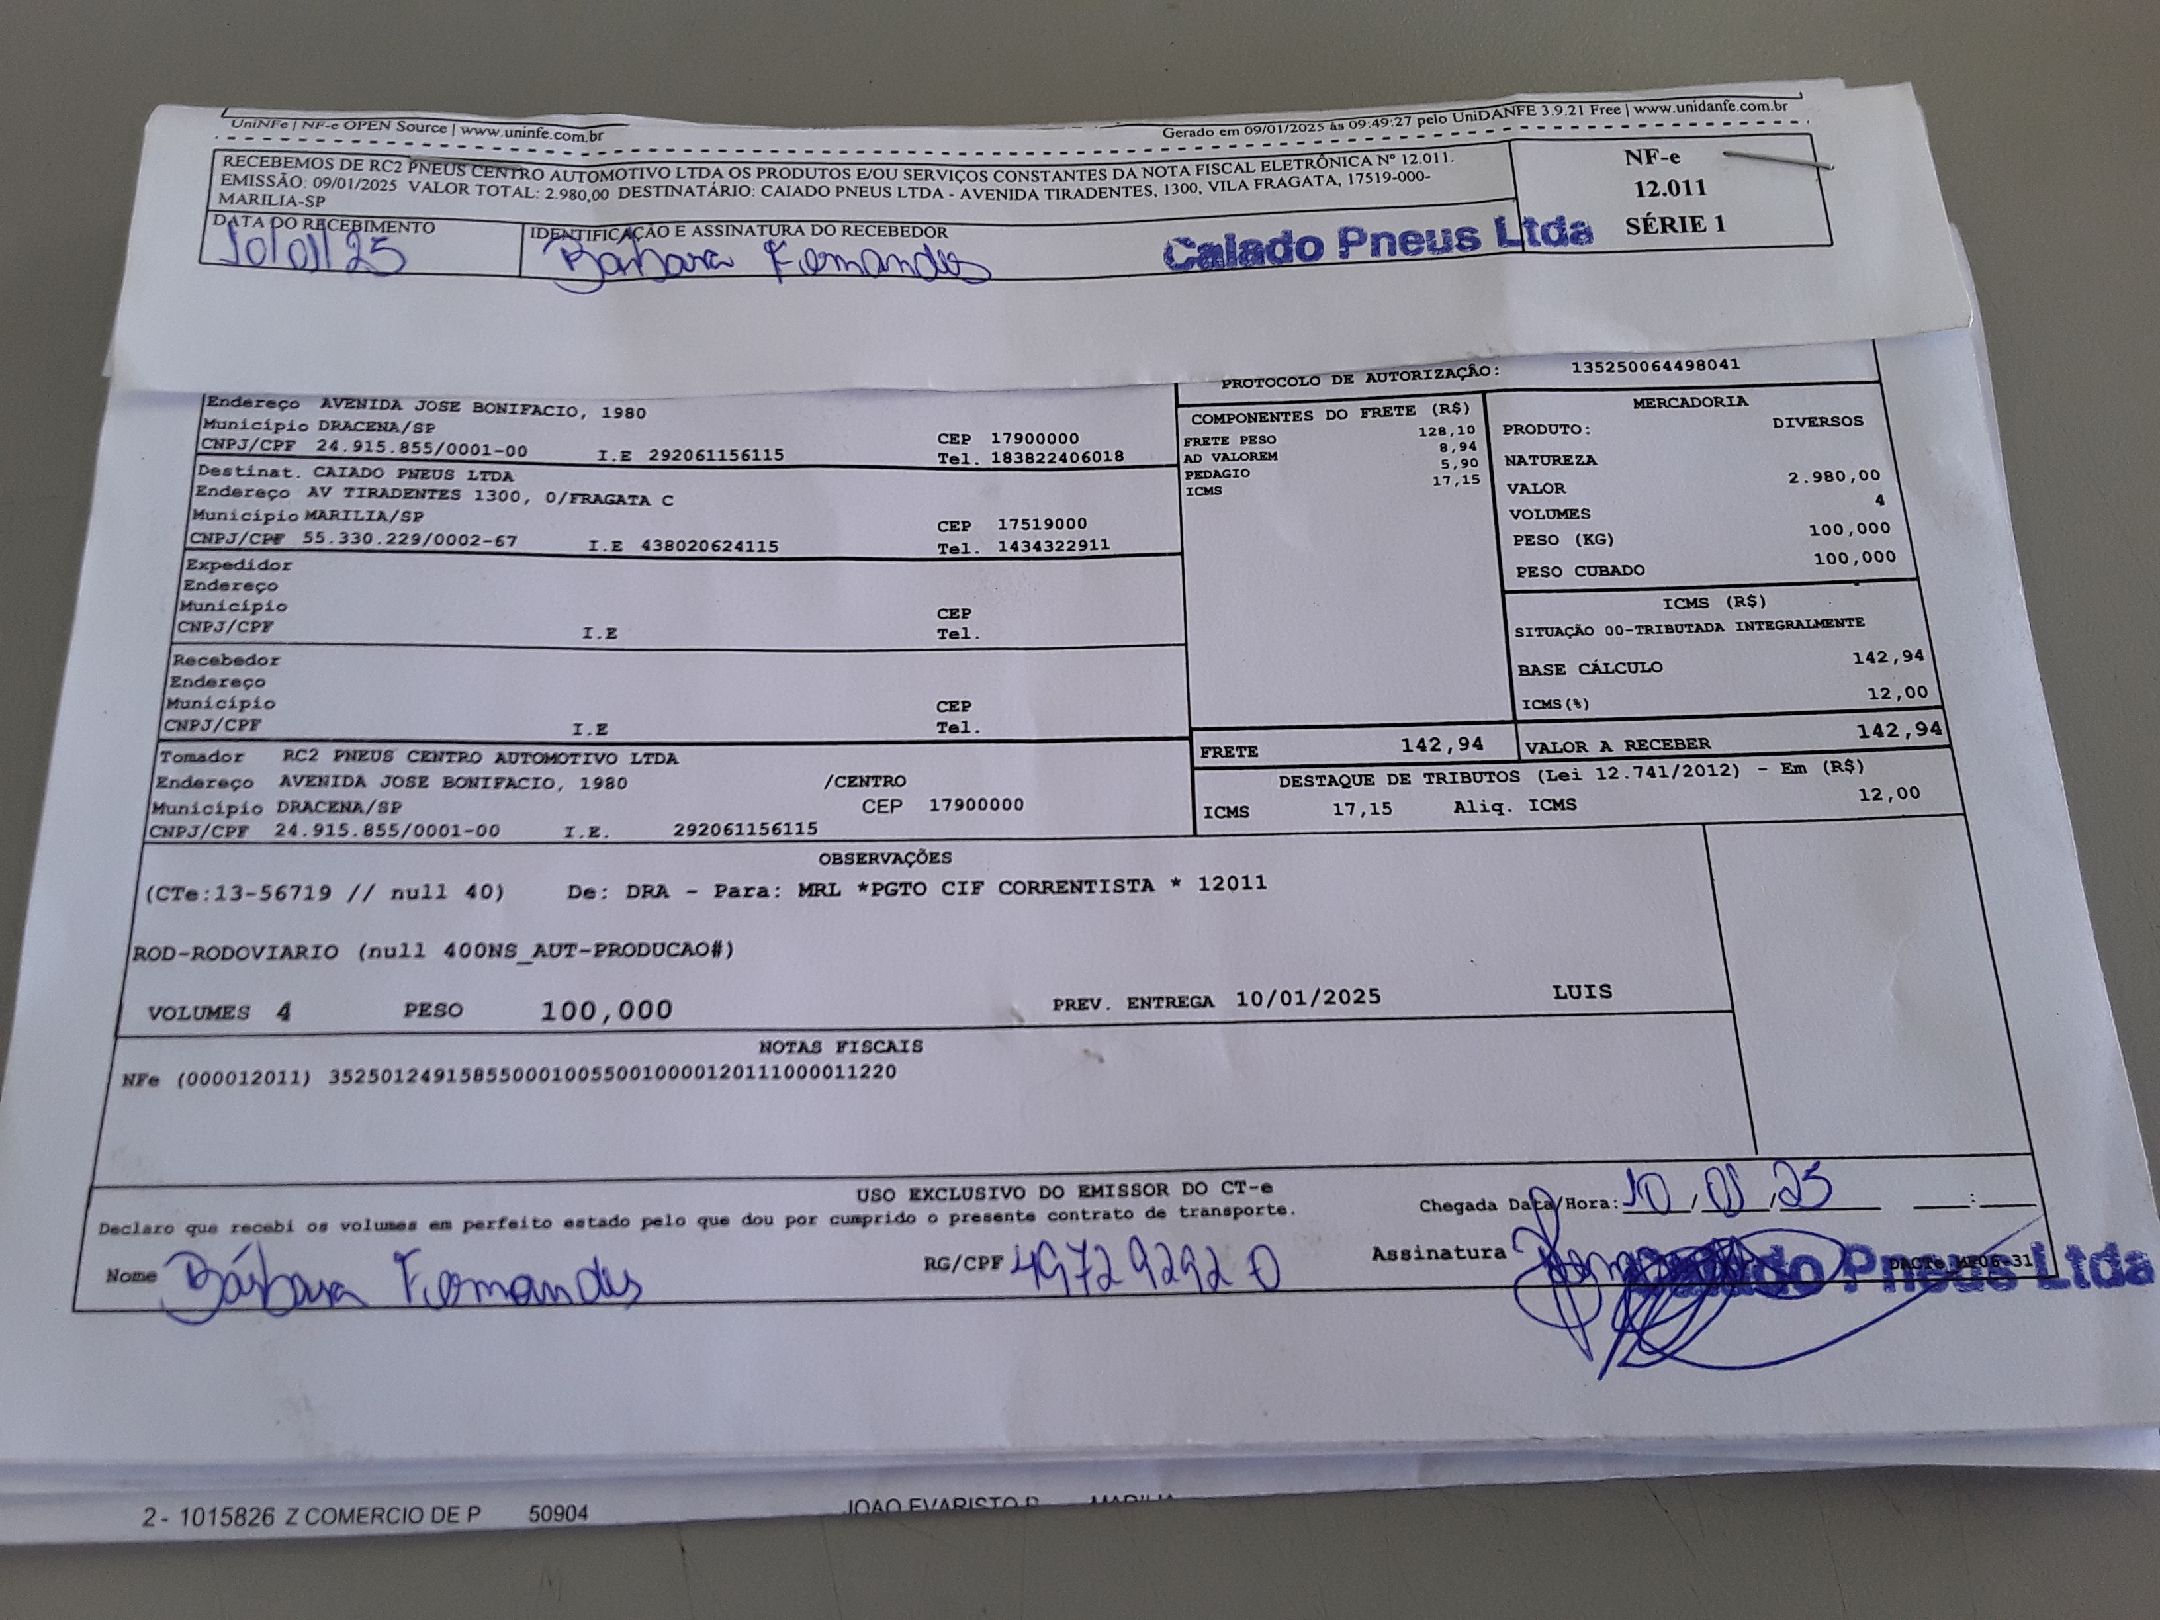 UniNFe | NF-e OPEN Source | www.uninfe.com.br
Gerado em 09/01/2025 às 09:49:27 pelo UniDANFE 3.9.21 Free | www.unidanfe.com.br
RECEBEMOS DE RC2 PNEUS CENTRO AUTOMOTIVO LTDA OS PRODUTOS E/OU SERVIÇOS CONSTANTES DA NOTA FISCAL ELETRÔNICA Nº 12.011.
EMISSÃO: 09/01/2025 VALOR TOTAL: 2.980,00 DESTINATÁRIO: CAIADO PNEUS LTDA - AVENIDA TIRADENTES, 1300, VILA FRAGATA, 17519-000-
MARILIA-SP
NF-e
12.011
SÉRIE 1
DATA DO RECEBIMENTO
10/01/25
IDENTIFICAÇÃO E ASSINATURA DO RECEBEDOR
Bárbara Fernandes
Caiado Pneus Ltda
PROTOCOLO DE AUTORIZAÇÃO: 135250064498041
Endereço AVENIDA JOSE BONIFACIO, 1980
Município DRACENA/SP CEP 17900000
CNPJ/CPF 24.915.855/0001-00 I.E 292061156115 Tel. 183822406018
Destinat. CAIADO PNEUS LTDA
Endereço AV TIRADENTES 1300, 0/FRAGATA C
Município MARILIA/SP CEP 17519000
CNPJ/CPF 55.330.229/0002-67 I.E 438020624115 Tel. 1434322911
Expedidor
Endereço
Município CEP
CNPJ/CPF I.E Tel.
Recebedor
Endereço
Município CEP
CNPJ/CPF I.E Tel.
Tomador RC2 PNEUS CENTRO AUTOMOTIVO LTDA
Endereço AVENIDA JOSE BONIFACIO, 1980 /CENTRO
Município DRACENA/SP CEP 17900000
CNPJ/CPF 24.915.855/0001-00 I.E. 292061156115
COMPONENTES DO FRETE (R$)
FRETE PESO 128,10
AD VALOREM 8,94
PEDAGIO 5,90
ICMS 17,15
FRETE 142,94
MERCADORIA
PRODUTO: DIVERSOS
NATUREZA
VALOR 2.980,00
VOLUMES 4
PESO (KG) 100,000
PESO CUBADO 100,000
ICMS (R$)
SITUAÇÃO 00-TRIBUTADA INTEGRALMENTE
BASE CÁLCULO 142,94
ICMS(%) 12,00
VALOR A RECEBER 142,94
DESTAQUE DE TRIBUTOS (Lei 12.741/2012) - Em (R$)
ICMS 17,15 Aliq. ICMS 12,00
OBSERVAÇÕES
(CTe:13-56719 // null 40) De: DRA - Para: MRL *PGTO CIF CORRENTISTA * 12011
ROD-RODOVIARIO (null 400NS_AUT-PRODUCAO#)
VOLUMES 4 PESO 100,000 PREV. ENTREGA 10/01/2025 LUIS
NOTAS FISCAIS
NFe (000012011) 35250124915855000100550010000120111000011220
USO EXCLUSIVO DO EMISSOR DO CT-e
Declaro que recebi os volumes em perfeito estado pelo que dou por cumprido o presente contrato de transporte.
Chegada Data/Hora: 10/01/25 :
Nome Bárbara Fernandes RG/CPF 497292920 Assinatura
Caiado Pneus Ltda
2 - 1015826 Z COMERCIO DE P 50904 JOAO EVARISTO MARILIA